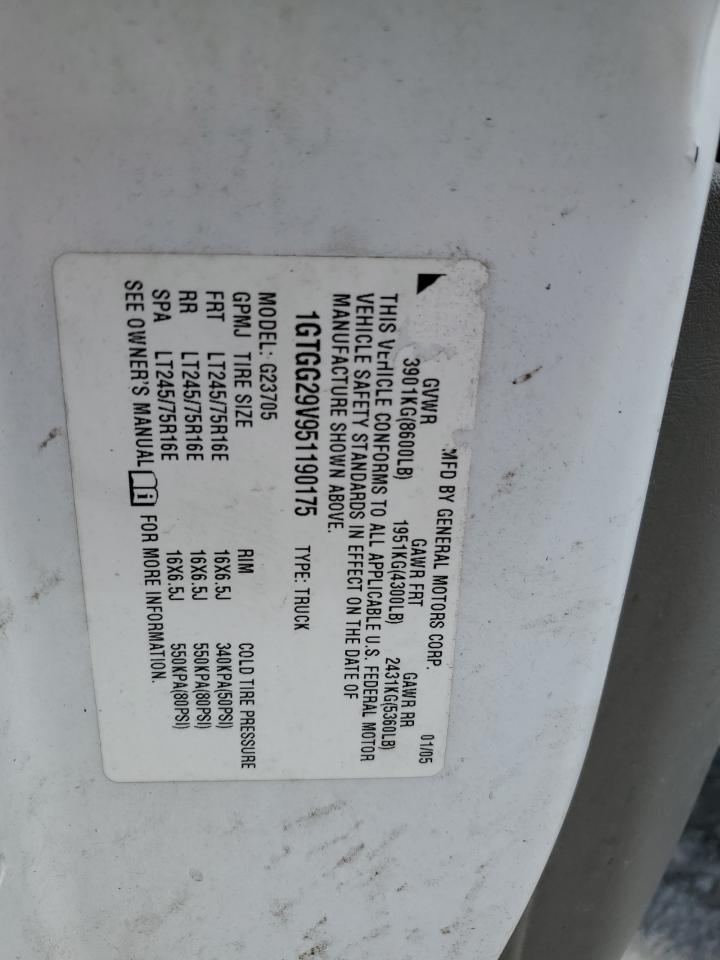 MFD BY GENERAL MOTORS CORP.
01/05
GVWR GAWR FRT GAWR RR
3901KG(8600LB) 1951KG(4300LB) 2431KG(5360LB)
THIS VEHICLE CONFORMS TO ALL APPLICABLE U.S. FEDERAL MOTOR
VEHICLE SAFETY STANDARDS IN EFFECT ON THE DATE OF
MANUFACTURE SHOWN ABOVE.
1GTGG29V951190175 TYPE: TRUCK
MODEL: G23705
GPMJ TIRE SIZE RIM COLD TIRE PRESSURE
FRT LT245/75R16E 16X6.5J 340KPA(50PSI)
RR LT245/75R16E 16X6.5J 550KPA(80PSI)
SPA LT245/75R16E 16X6.5J 550KPA(80PSI)
SEE OWNER'S MANUAL i FOR MORE INFORMATION.